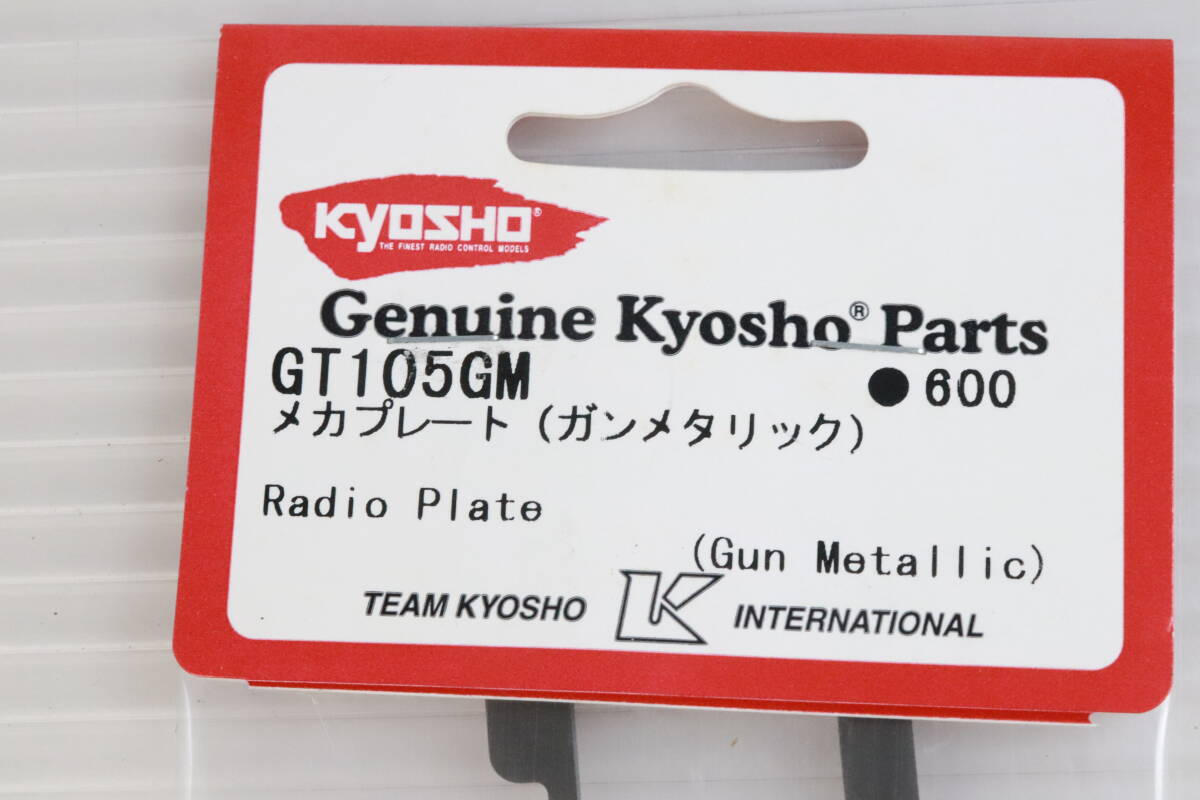 KYOSHO®
THE FINEST RADIO CONTROL MODELS
Genuine Kyosho® Parts
GT105GM ●600
メカプレート(ガンメタリック)
Radio Plate
(Gun Metallic)
TEAM KYOSHO K INTERNATIONAL